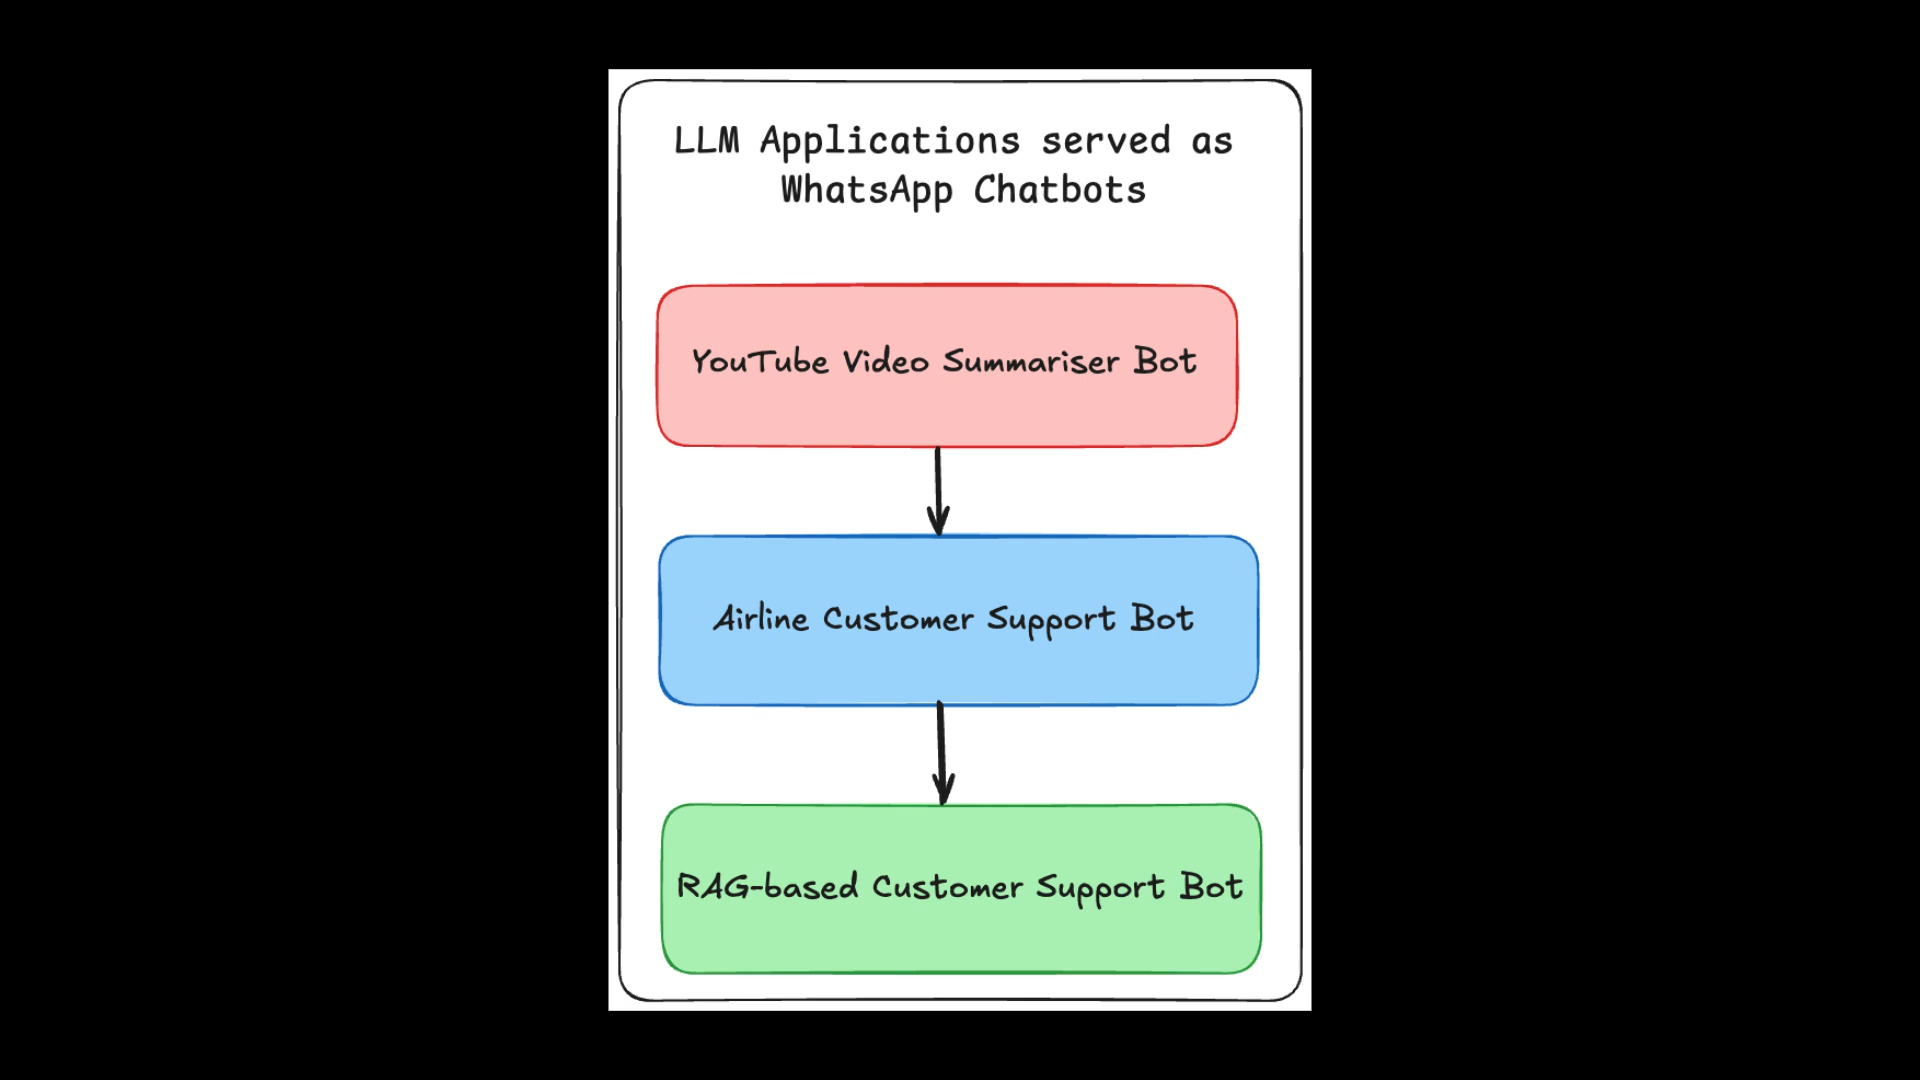 LLM Applications served as
WhatsApp Chatbots
YouTube Video Summariser Bot
Airline Customer Support Bot
RAG-based Customer Support Bot